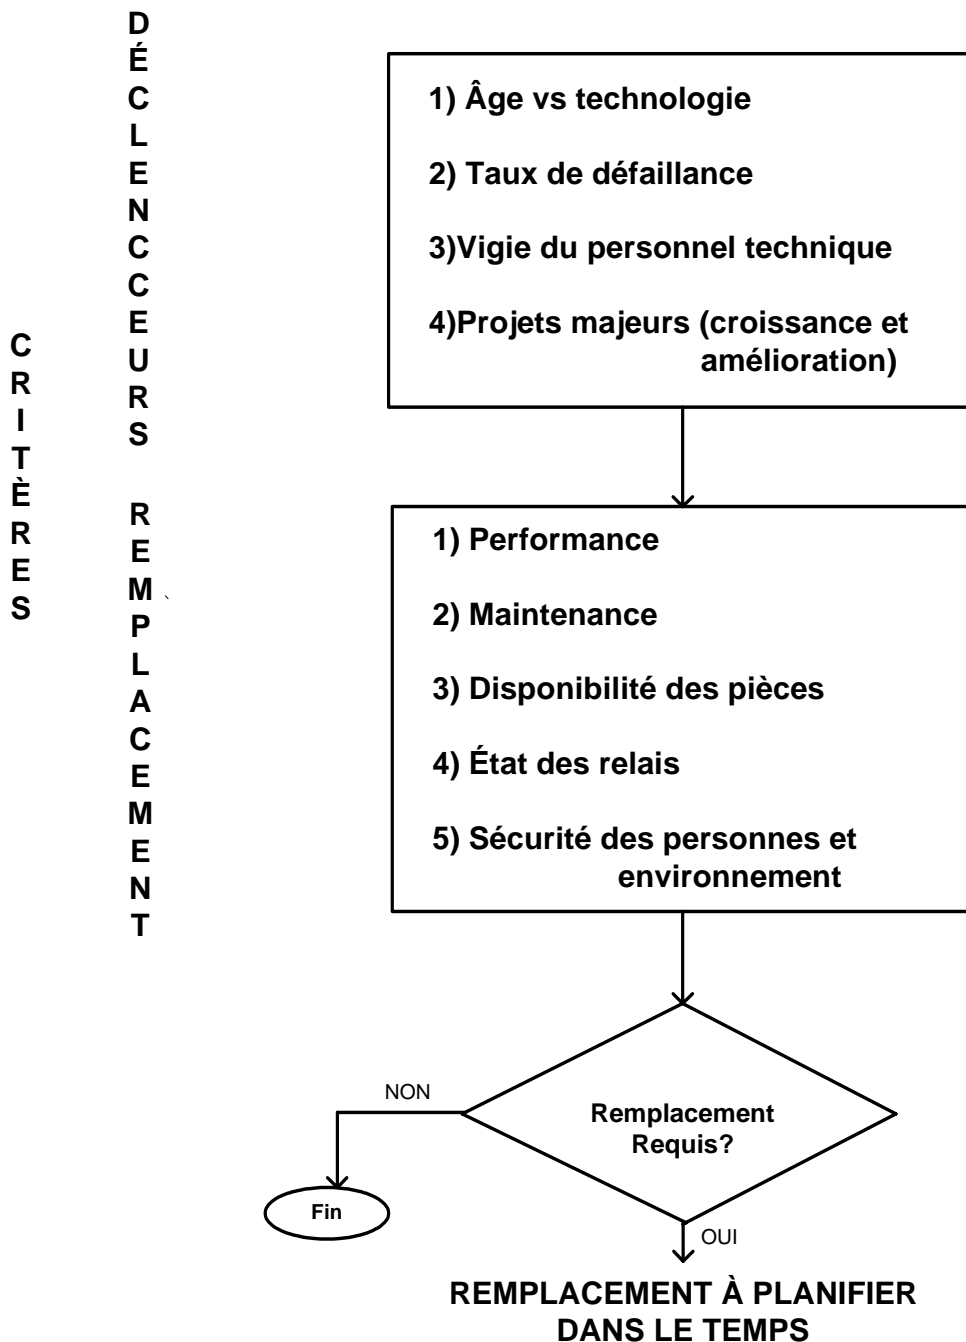 CRITÈRES
DÉCLENCCEURS REMPLACEMENT
1) Âge vs technologie
2) Taux de défaillance
3)Vigie du personnel technique
4)Projets majeurs (croissance et
amélioration)
1) Performance
2) Maintenance
3) Disponibilité des pièces
4) État des relais
5) Sécurité des personnes et
environnement
NON
Remplacement
Requis?
Fin
OUI
REMPLACEMENT À PLANIFIER
DANS LE TEMPS